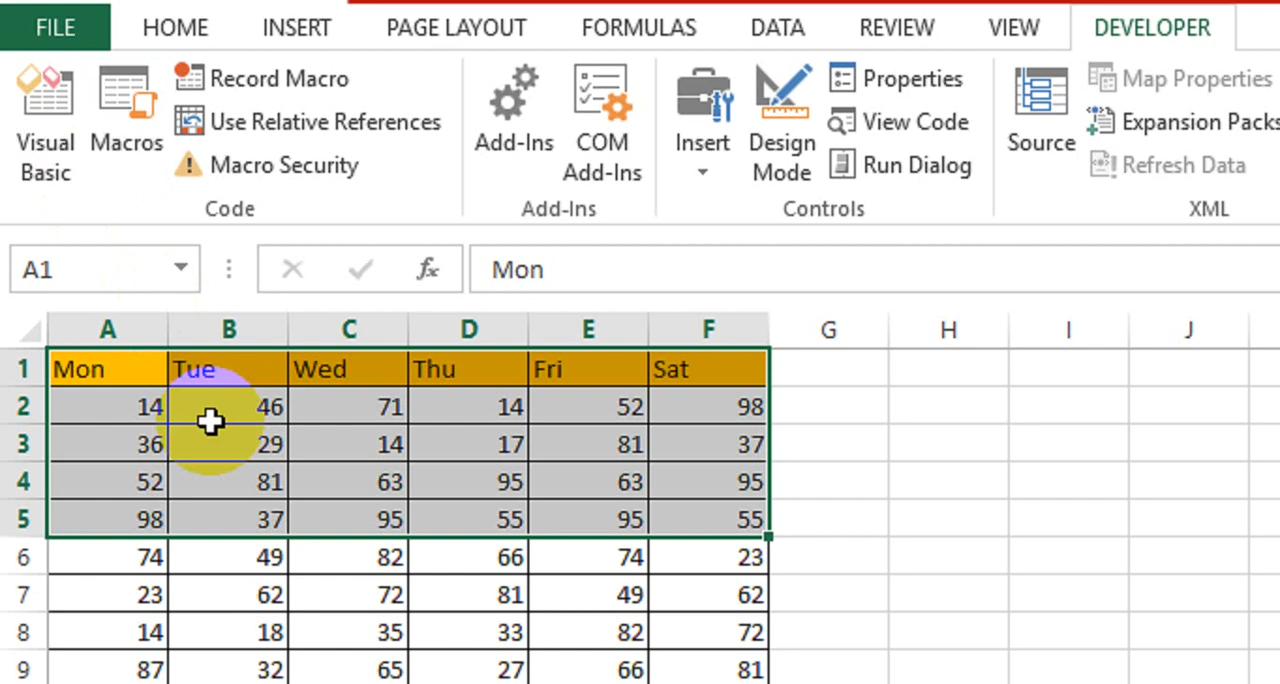 FILE HOME INSERT PAGE LAYOUT FORMULAS DATA REVIEW VIEW DEVELOPER
Visual Basic
Macros
Record Macro
Use Relative References
Macro Security
Code
Add-Ins
COM Add-Ins
Add-Ins
Insert
Design Mode
Properties
View Code
Run Dialog
Controls
Source
Map Properties
Expansion Packs
Refresh Data
XML
A1 fx Mon
A B C D E F G H I J
1 Mon Tue Wed Thu Fri Sat
2 14 46 71 14 52 98
3 36 29 14 17 81 37
4 52 81 63 95 63 95
5 98 37 95 55 95 55
6 74 49 82 66 74 23
7 23 62 72 81 49 62
8 14 18 35 33 82 72
9 87 32 65 27 66 81